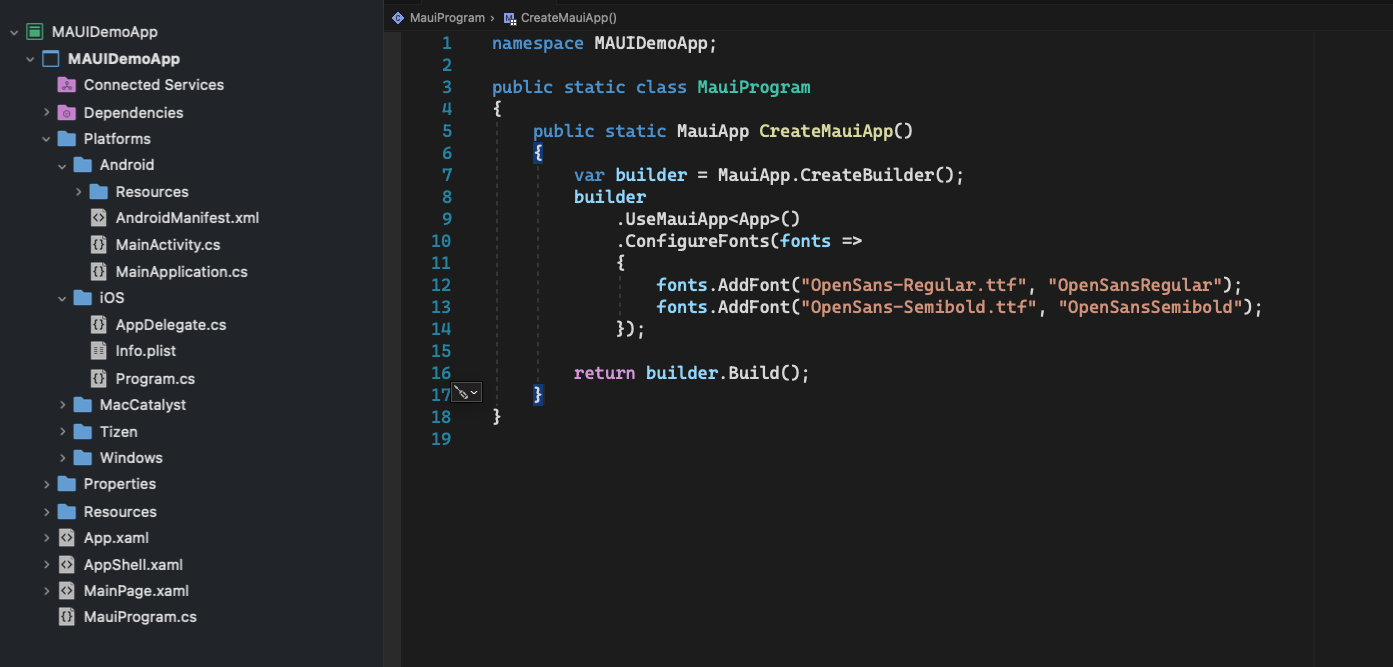 MAUIDemoApp
MAUIDemoApp
Connected Services
Dependencies
Platforms
Android
Resources
AndroidManifest.xml
MainActivity.cs
MainApplication.cs
iOS
AppDelegate.cs
Info.plist
Program.cs
MacCatalyst
Tizen
Windows
Properties
Resources
App.xaml
AppShell.xaml
MainPage.xaml
MauiProgram.cs
MauiProgram › CreateMauiApp()
1 namespace MAUIDemoApp;
2
3 public static class MauiProgram
4 {
5     public static MauiApp CreateMauiApp()
6     {
7         var builder = MauiApp.CreateBuilder();
8         builder
9             .UseMauiApp<App>()
10             .ConfigureFonts(fonts =>
11             {
12                 fonts.AddFont("OpenSans-Regular.ttf", "OpenSansRegular");
13                 fonts.AddFont("OpenSans-Semibold.ttf", "OpenSansSemibold");
14             });
15
16         return builder.Build();
17     }
18 }
19